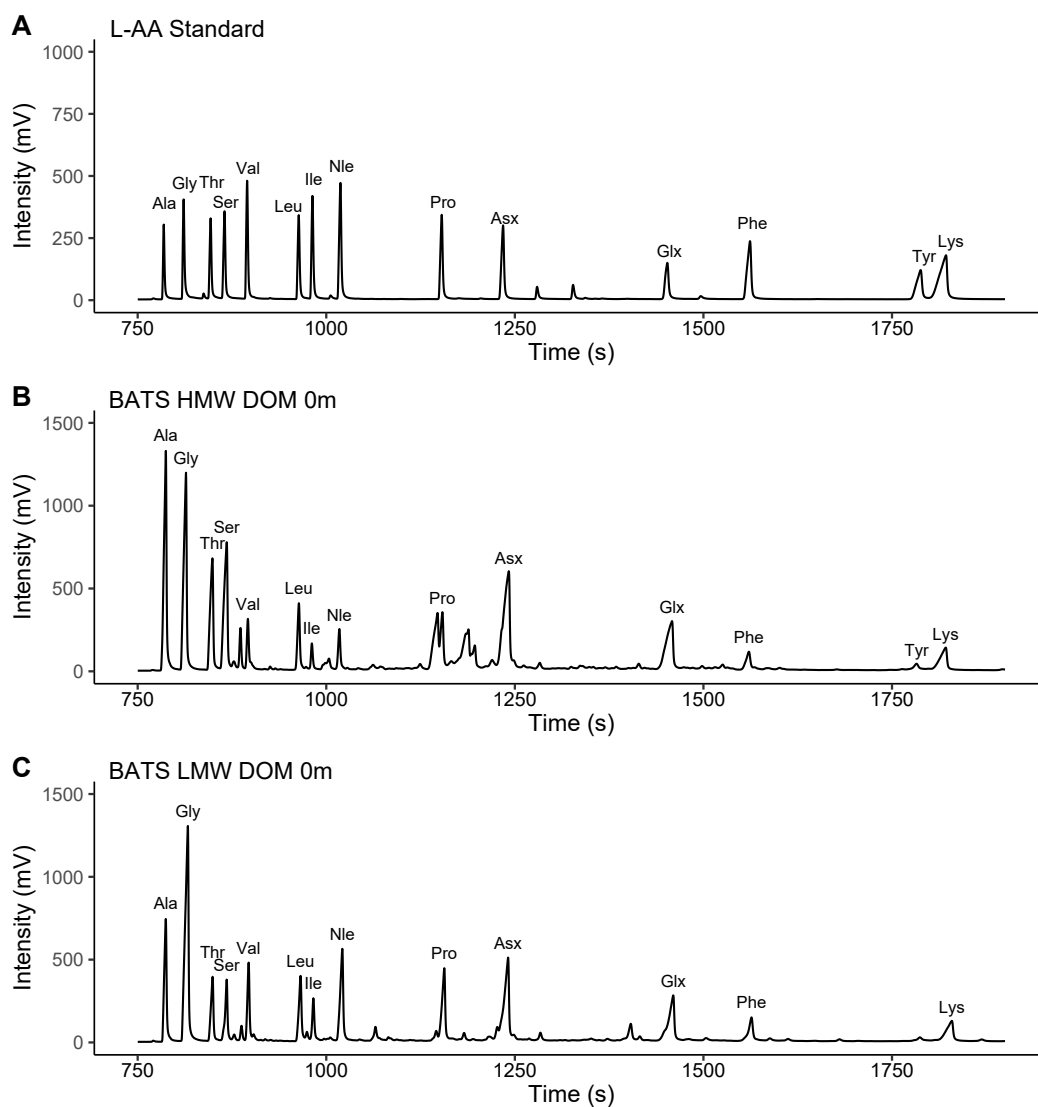 A L-AA Standard
1000
750
500
250
0
Intensity (mV)
Ala Gly Thr Ser Val Leu Ile Nle Pro Asx Glx Phe Tyr Lys
750 1000 1250 1500 1750
Time (s)
B BATS HMW DOM 0m
1500
1000
500
0
Intensity (mV)
Ala Gly Thr Ser Val Leu Ile Nle Pro Asx Glx Phe Tyr Lys
750 1000 1250 1500 1750
Time (s)
C BATS LMW DOM 0m
1500
1000
500
0
Intensity (mV)
Ala Gly Thr Ser Val Leu Ile Nle Pro Asx Glx Phe Lys
750 1000 1250 1500 1750
Time (s)